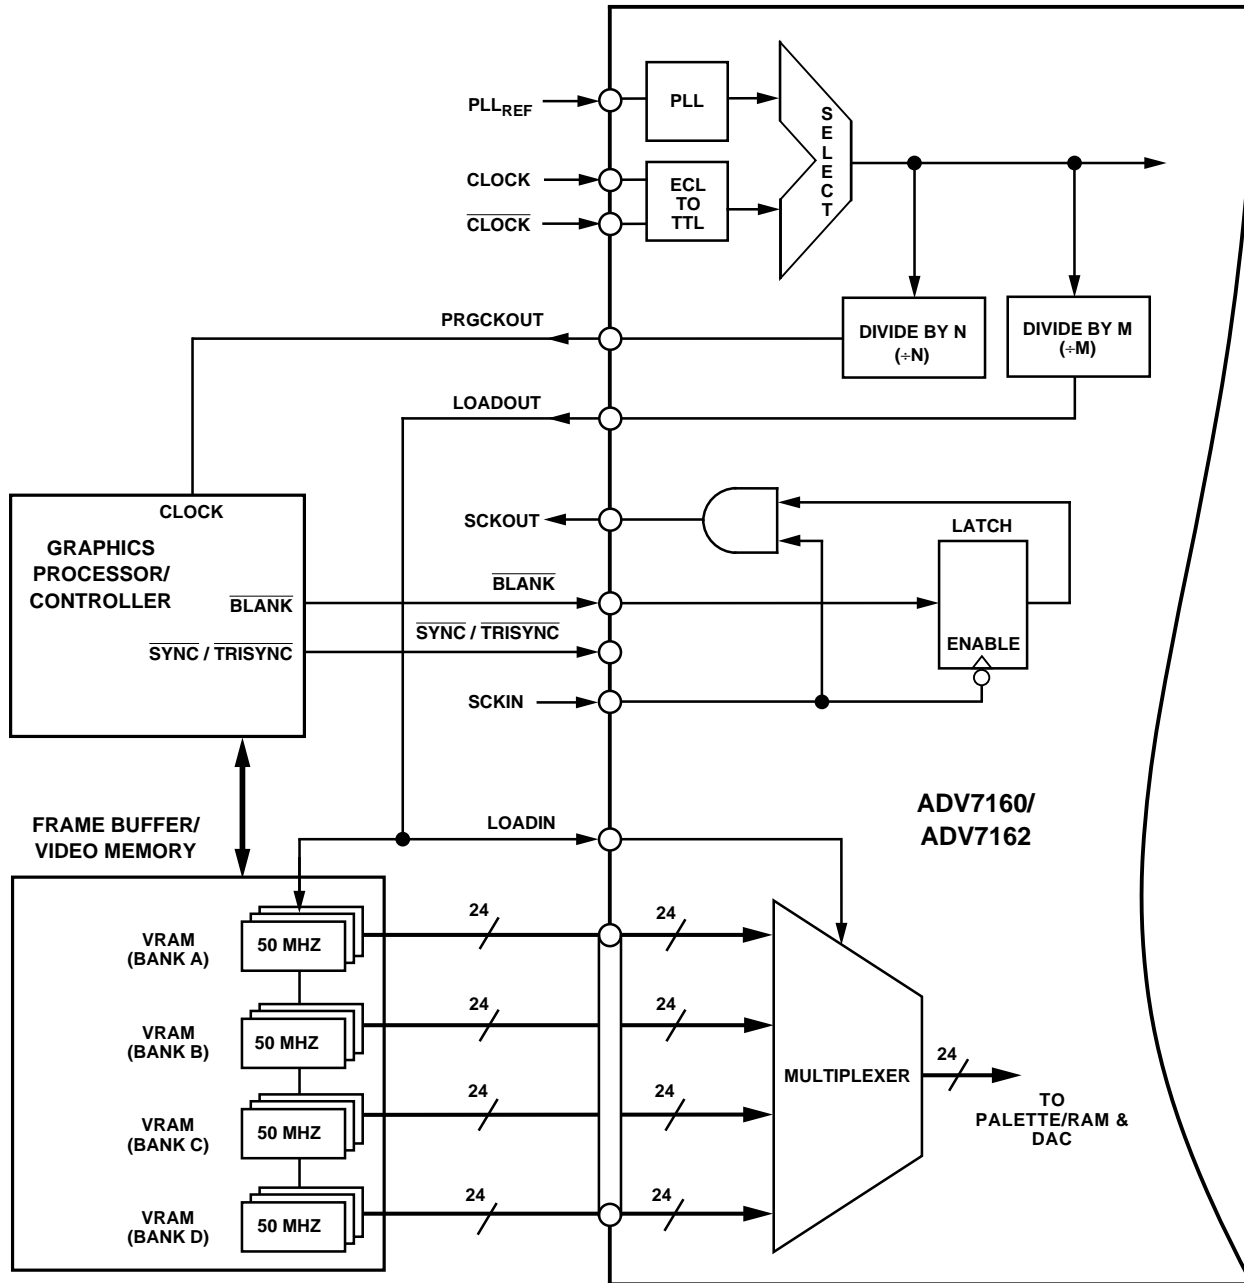 PLL_REF
PLL
SELECT
CLOCK
CLOCK
ECL
TO
TTL
PRGCKOUT
DIVIDE BY N
(÷N)
DIVIDE BY M
(÷M)
LOADOUT
CLOCK
GRAPHICS
PROCESSOR/
CONTROLLER
BLANK
SYNC / TRISYNC
SCKOUT
LATCH
BLANK
SYNC / TRISYNC
ENABLE
SCKIN
ADV7160/
ADV7162
FRAME BUFFER/
VIDEO MEMORY
LOADIN
VRAM
(BANK A)
50 MHZ
24
24
VRAM
(BANK B)
50 MHZ
24
24
VRAM
(BANK C)
50 MHZ
24
24
VRAM
(BANK D)
50 MHZ
24
24
MULTIPLEXER
24
TO
PALETTE/RAM &
DAC